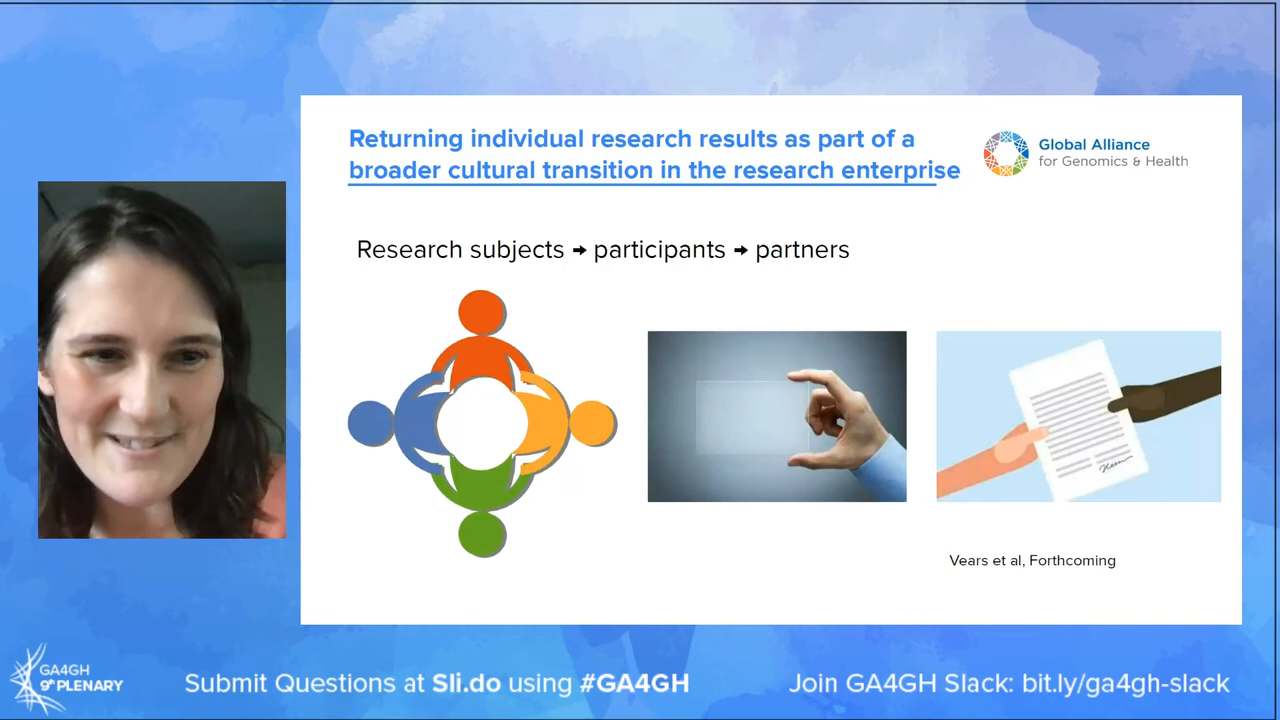 Returning individual research results as part of a
broader cultural transition in the research enterprise
Global Alliance
for Genomics & Health
Research subjects → participants → partners
Vears et al, Forthcoming
GA4GH
9th PLENARY
Submit Questions at Sli.do using #GA4GH
Join GA4GH Slack: bit.ly/ga4gh-slack